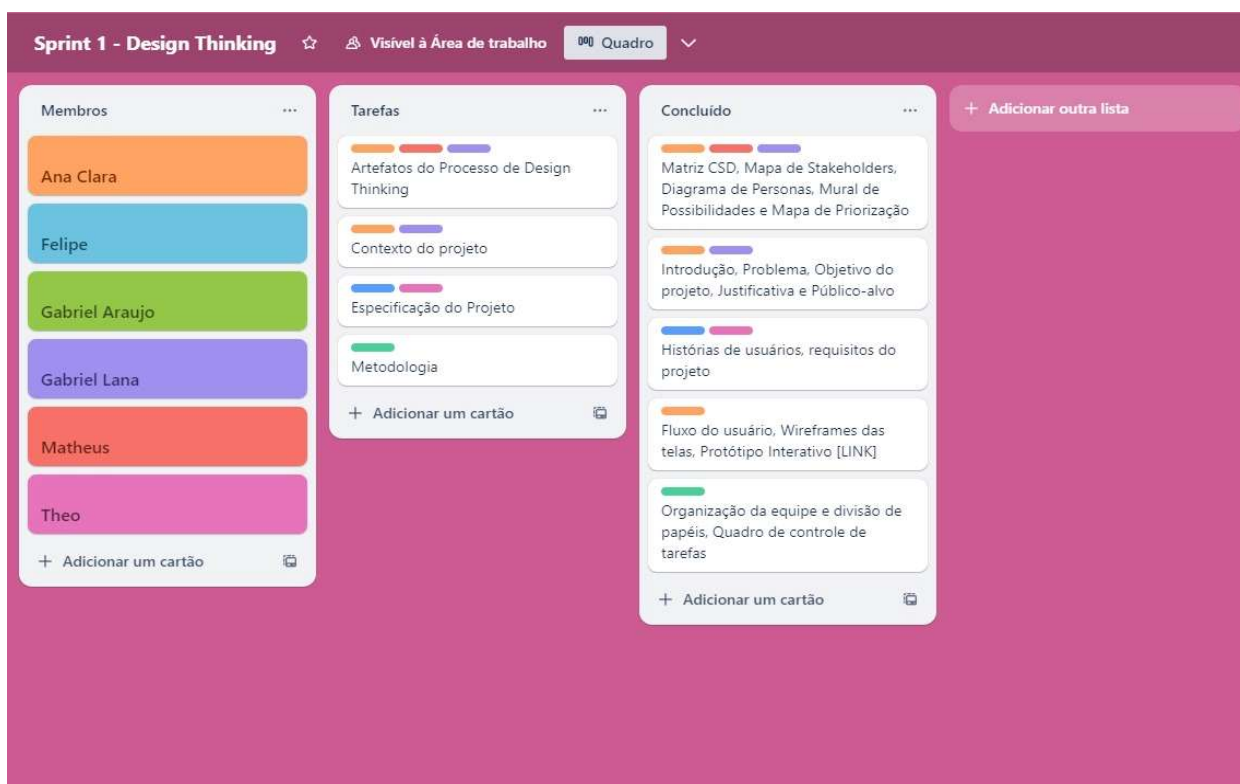 Sprint 1 - Design Thinking
Visível à Área de trabalho
Quadro
Membros
Ana Clara
Felipe
Gabriel Araujo
Gabriel Lana
Matheus
Theo
+ Adicionar um cartão
Tarefas
Artefatos do Processo de Design
Thinking
Contexto do projeto
Especificação do Projeto
Metodologia
+ Adicionar um cartão
Concluído
Matriz CSD, Mapa de Stakeholders,
Diagrama de Personas, Mural de
Possibilidades e Mapa de Priorização
Introdução, Problema, Objetivo do
projeto, Justificativa e Público-alvo
Histórias de usuários, requisitos do
projeto
Fluxo do usuário, Wireframes das
telas, Protótipo Interativo [LINK]
Organização da equipe e divisão de
papéis, Quadro de controle de
tarefas
+ Adicionar um cartão
+ Adicionar outra lista